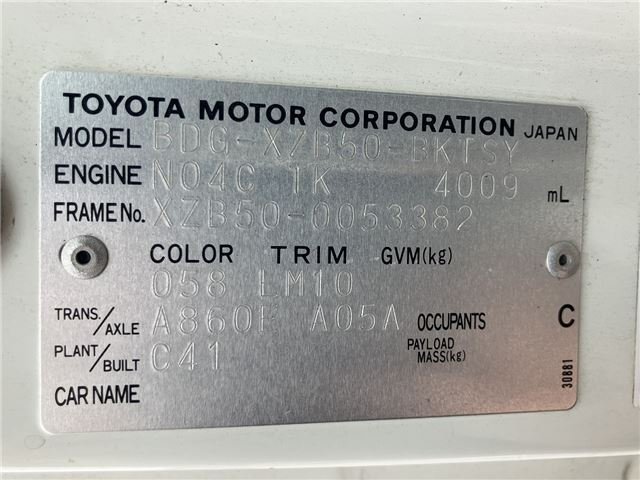 TOYOTA MOTOR CORPORATION JAPAN
MODEL BDG-XZB50-BKTSY
ENGINE N04C 1K 4009 mL
FRAME No. XZB50-0053382
COLOR TRIM GVM(kg)
058 LM10
TRANS./AXLE A860E A05A OCCUPANTS C
PLANT/BUILT C41 PAYLOAD MASS(kg)
CAR NAME
30881